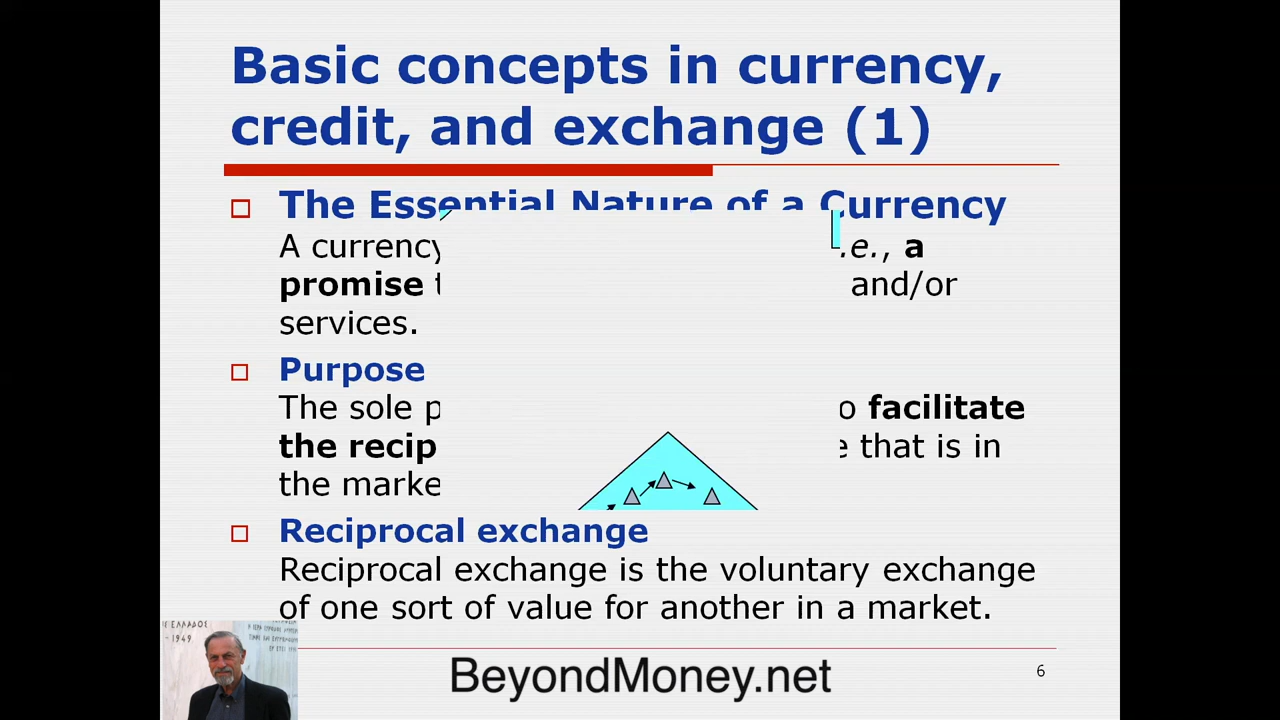 Basic concepts in currency,
credit, and exchange (1)
The Essential Nature of a Currency
A currency .e., a
promise and/or
services.
Purpose
The sole facilitate
the recip e that is in
the marke
Reciprocal exchange
Reciprocal exchange is the voluntary exchange
of one sort of value for another in a market.
ΕΛΛΑΔΟΣ
-1949
BeyondMoney.net
6